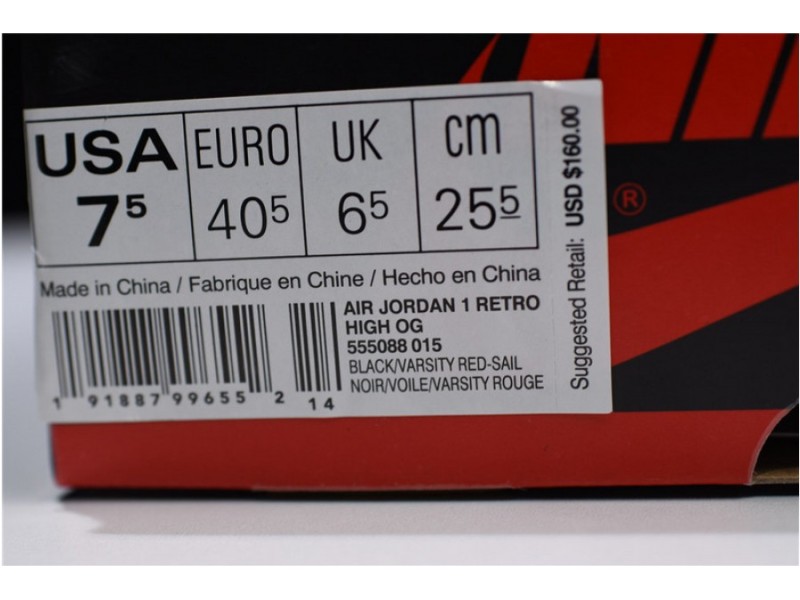 USA EURO UK cm
7⁵ 40⁵ 6⁵ 25⁵
Made in China / Fabrique en Chine / Hecho en China
AIR JORDAN 1 RETRO
HIGH OG
555088 015
BLACK/VARSITY RED-SAIL
NOIR/VOILE/VARSITY ROUGE
1 91887 99655 2 14
Suggested Retail: USD $160.00
®